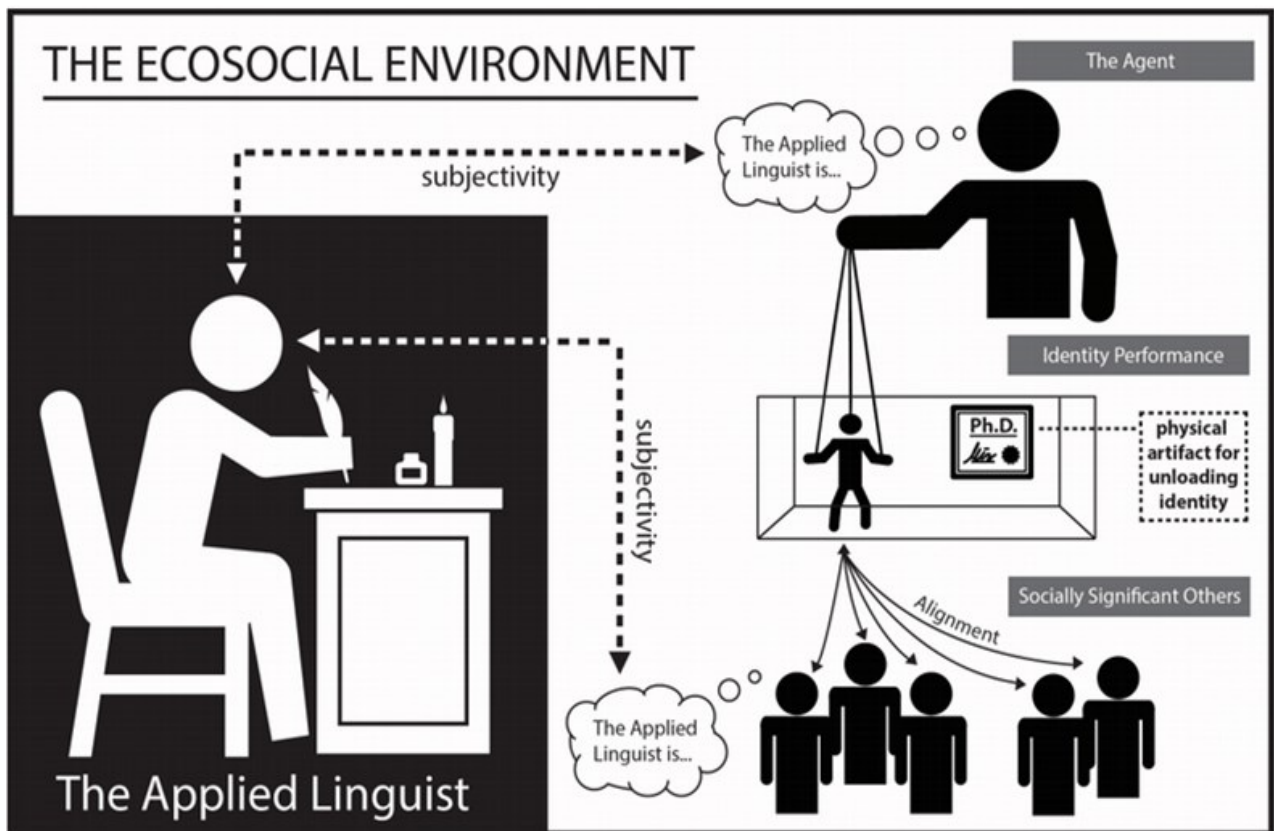 THE ECOSOCIAL ENVIRONMENT
The Agent
The Applied
Linguist is...
subjectivity
Identity Performance
Ph.D.
physical
artifact for
unloading
identity
subjectivity
Socially Significant Others
Alignment
The Applied
Linguist is...
The Applied Linguist